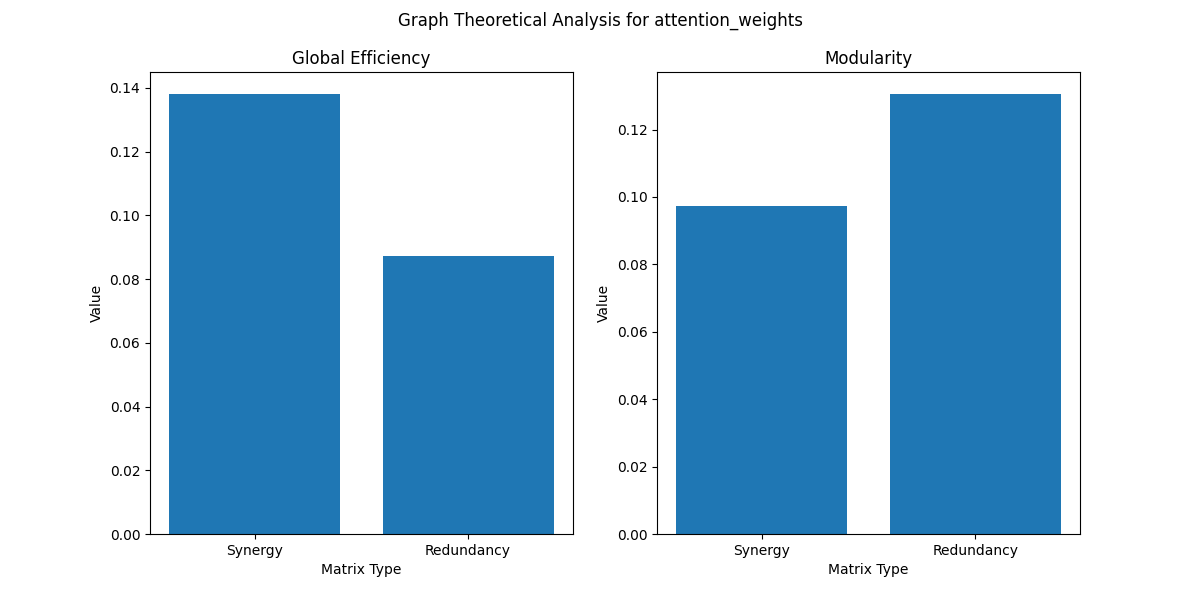 Graph Theoretical Analysis for attention_weights
Global Efficiency
0.14
0.12
0.10
0.08
0.06
0.04
0.02
0.00
Value
Synergy
Redundancy
Matrix Type
Modularity
0.12
0.10
0.08
0.06
0.04
0.02
0.00
Value
Synergy
Redundancy
Matrix Type